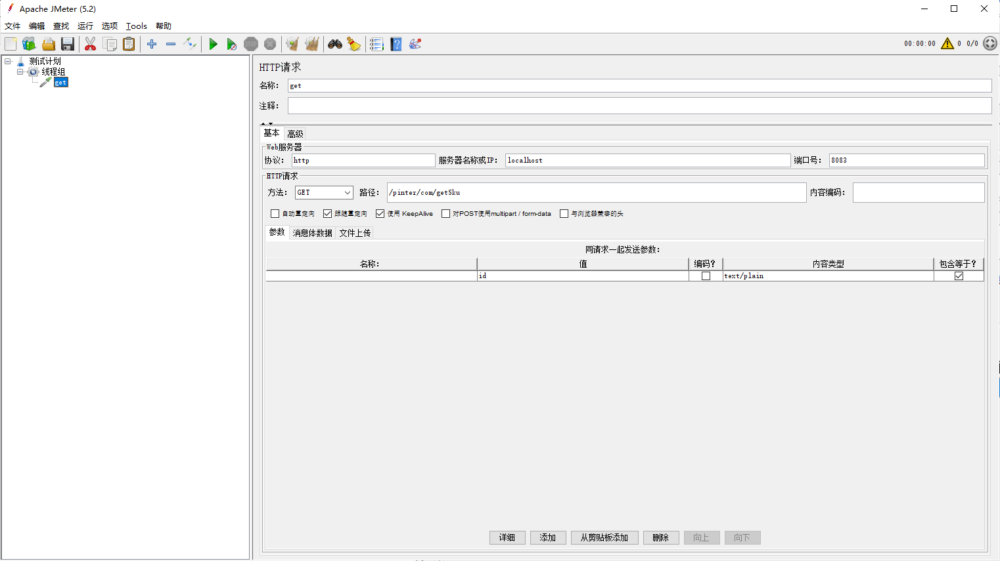 Apache JMeter (5.2)
文件 编辑 查找 运行 选项 Tools 帮助
00:00:00 0 0/0
测试计划
线程组
get
HTTP请求
名称： get
注释：
基本 高级
Web服务器
协议： http 服务器名称或IP： localhost 端口号： 8083
HTTP请求
方法： GET 路径： /pinter/com/getSku 内容编码：
自动重定向 跟随重定向 使用 KeepAlive 对POST使用multipart / form-data 与浏览器兼容的头
参数 消息体数据 文件上传
同请求一起发送参数：
名称： 值 编码？ 内容类型 包含等于？
id text/plain
详细 添加 从剪贴板添加 删除 向上 向下